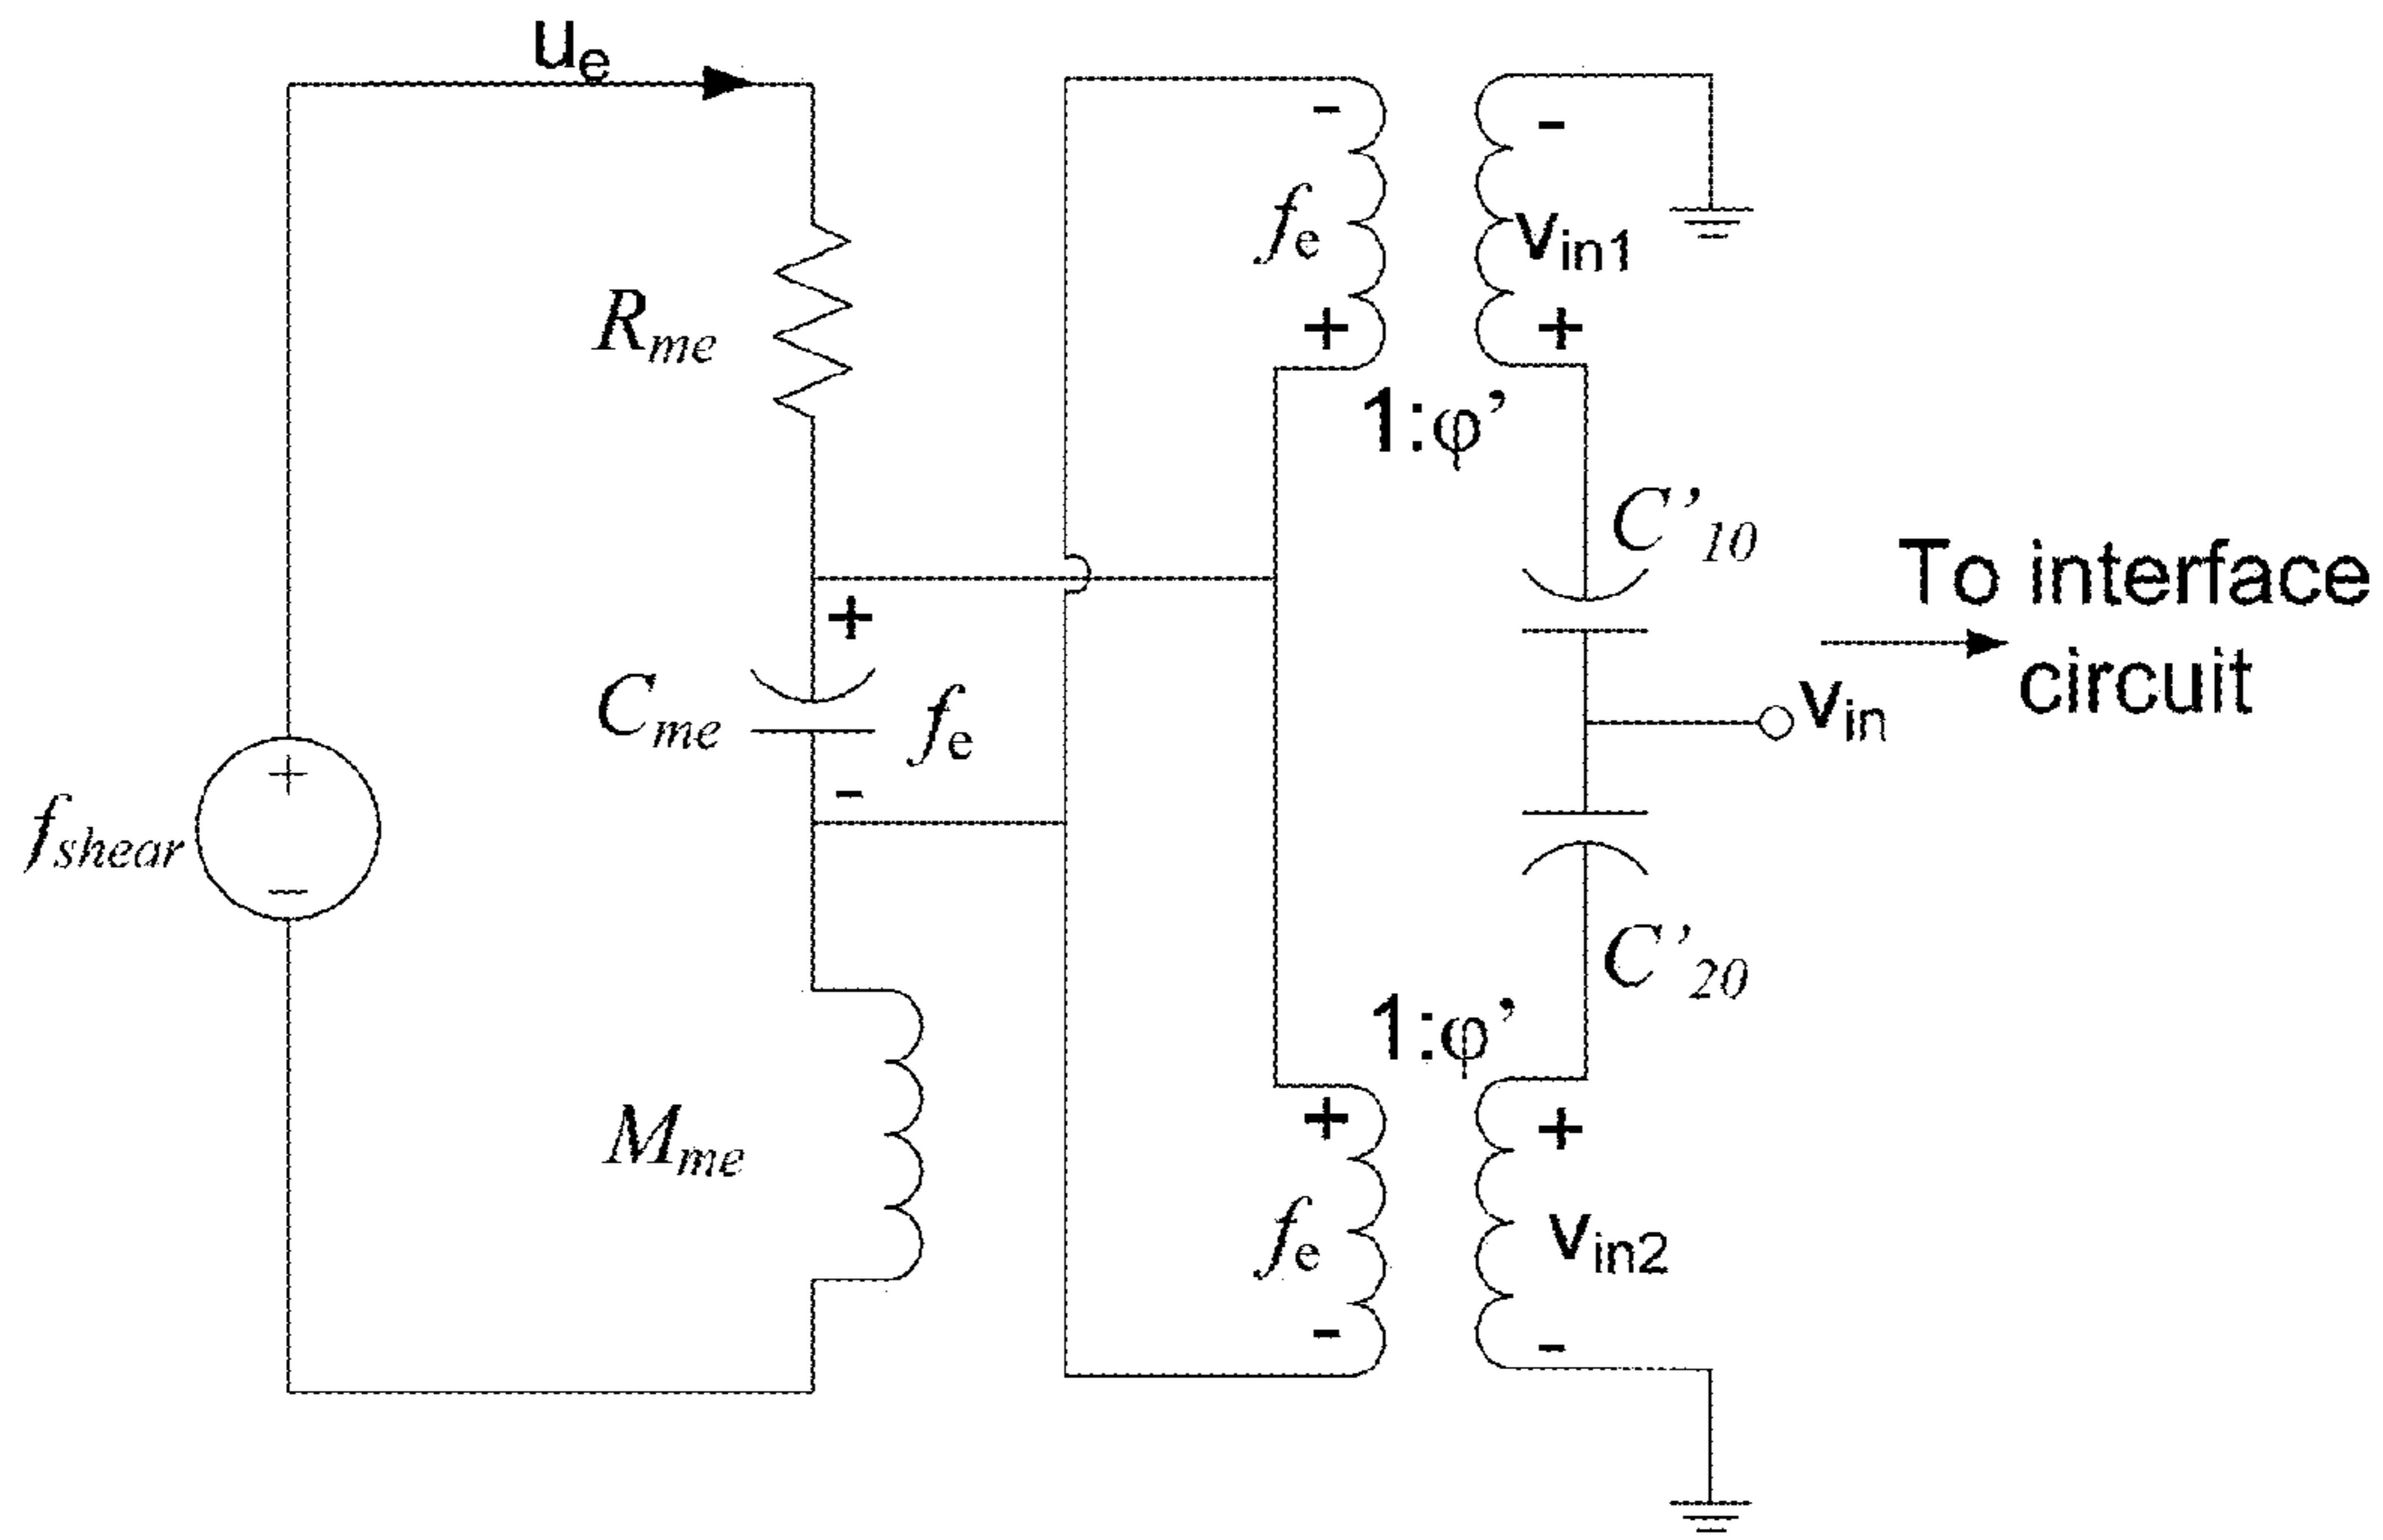 u_e
-
-
f_e
v_in1
R_me
+
+
1:φ’
C’_10
To interface
circuit
+
C_me
f_e
v_in
-
+
f_shear
−
C’_20
1:φ’
+
+
M_me
f_e
v_in2
-
-